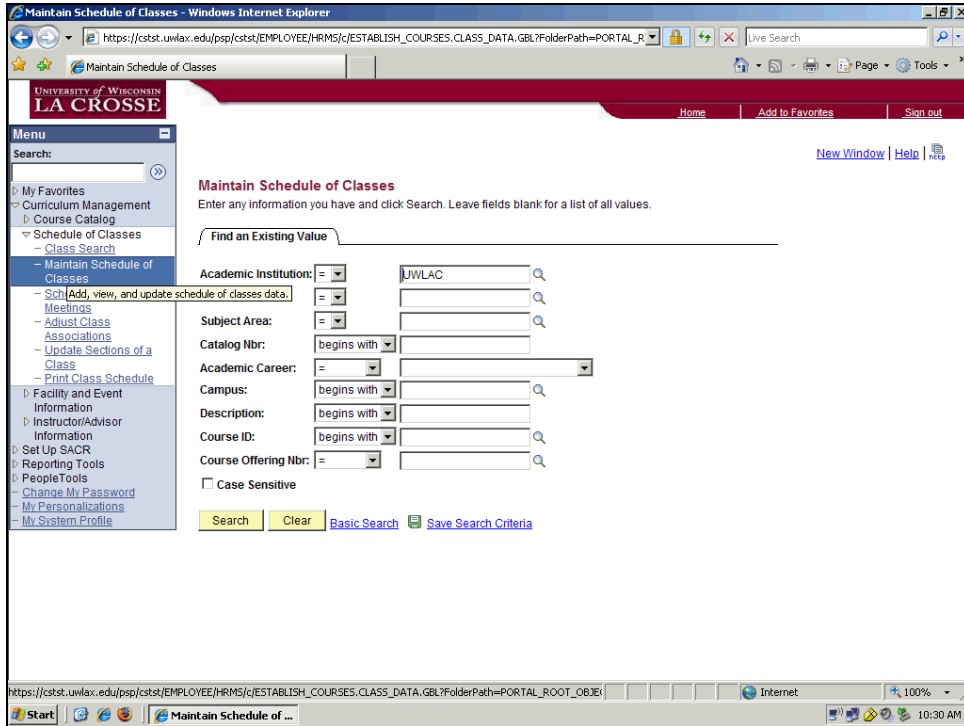 Maintain Schedule of Classes - Windows Internet Explorer
https://cstst.uwlax.edu/psp/cstst/EMPLOYEE/HRMS/c/ESTABLISH_COURSES.CLASS_DATA.GBL?FolderPath=PORTAL_R
Live Search
Maintain Schedule of Classes
Page
Tools
UNIVERSITY of WISCONSIN
LA CROSSE
Home
Add to Favorites
Sign out
Menu
Search:
New Window | Help |
http
My Favorites
Curriculum Management
Course Catalog
Schedule of Classes
– Class Search
– Maintain Schedule of
Classes
– Sch
Add, view, and update schedule of classes data.
Meetings
– Adjust Class
Associations
– Update Sections of a
Class
– Print Class Schedule
Facility and Event
Information
Instructor/Advisor
Information
Set Up SACR
Reporting Tools
PeopleTools
– Change My Password
– My Personalizations
– My System Profile
Maintain Schedule of Classes
Enter any information you have and click Search. Leave fields blank for a list of all values.
Find an Existing Value
Academic Institution: = UWLAC
=
Subject Area: =
Catalog Nbr: begins with
Academic Career: =
Campus: begins with
Description: begins with
Course ID: begins with
Course Offering Nbr: =
Case Sensitive
Search Clear Basic Search Save Search Criteria
https://cstst.uwlax.edu/psp/cstst/EMPLOYEE/HRMS/c/ESTABLISH_COURSES.CLASS_DATA.GBL?FolderPath=PORTAL_ROOT_OBJE
Internet
100%
Start
Maintain Schedule of ...
10:30 AM